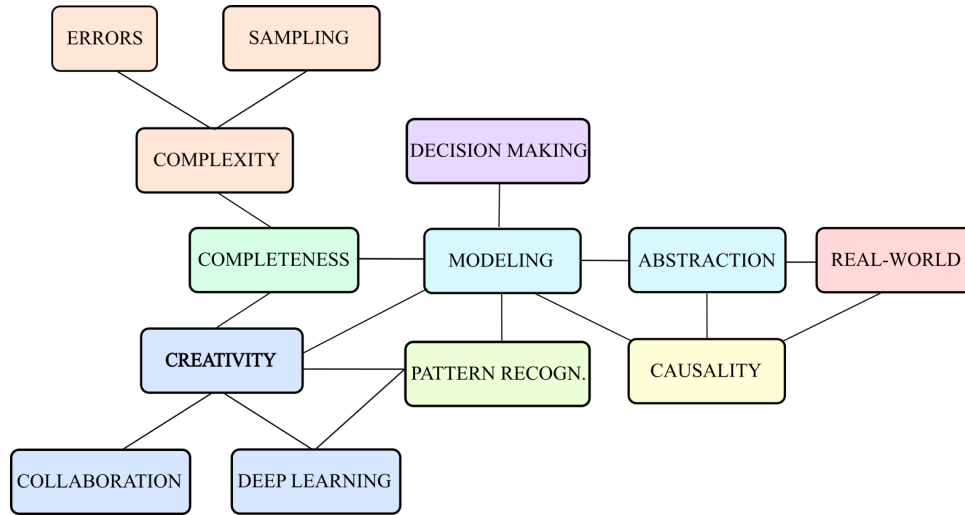 ERRORS
SAMPLING
COMPLEXITY
DECISION MAKING
COMPLETENESS
MODELING
ABSTRACTION
REAL-WORLD
CREATIVITY
PATTERN RECOGN.
CAUSALITY
COLLABORATION
DEEP LEARNING